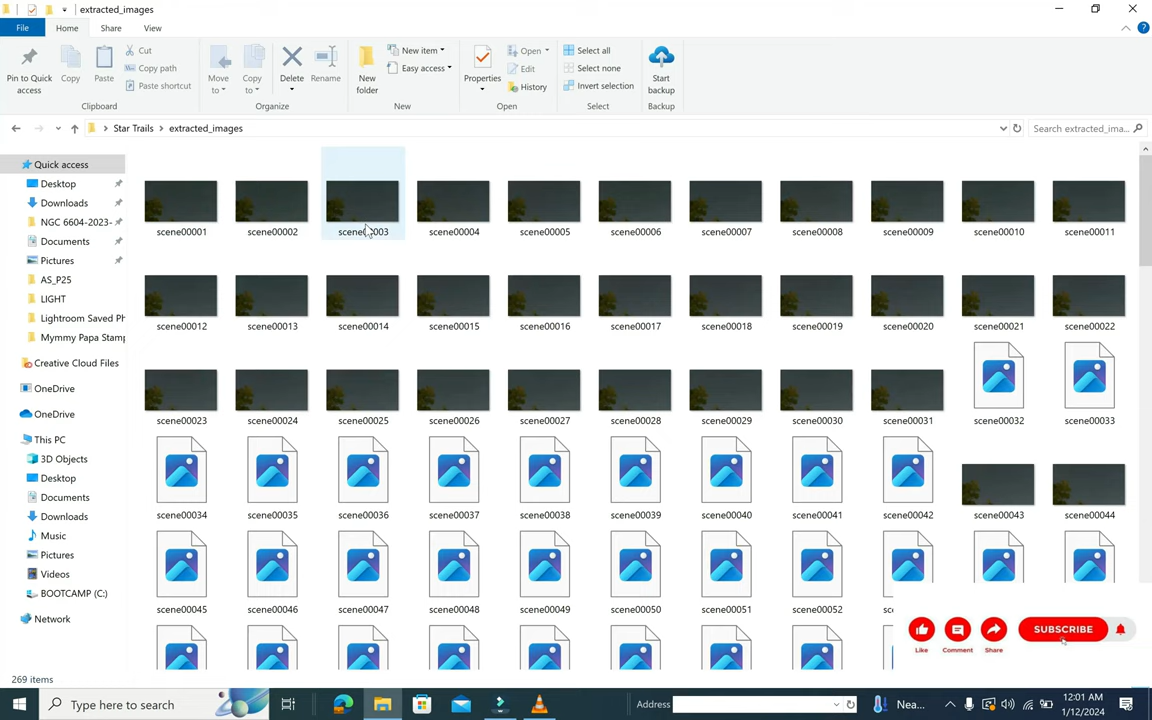 extracted_images
File
Home
Share
View
Pin to Quick access
Copy
Paste
Cut
Copy path
Paste shortcut
Clipboard
Move to
Copy to
Delete
Rename
Organize
New folder
New item
Easy access
New
Properties
Open
Edit
History
Open
Select all
Select none
Invert selection
Select
Start backup
Backup
Star Trails
extracted_images
Search extracted_ima...
Quick access
Desktop
Downloads
NGC 6604-2023-
Documents
Pictures
AS_P25
LIGHT
Lightroom Saved Ph
Mymmy Papa Stamp
Creative Cloud Files
OneDrive
OneDrive
This PC
3D Objects
Desktop
Documents
Downloads
Music
Pictures
Videos
BOOTCAMP (C:)
Network
scene00001 scene00002 scene00003 scene00004 scene00005 scene00006 scene00007 scene00008 scene00009 scene00010 scene00011
scene00012 scene00013 scene00014 scene00015 scene00016 scene00017 scene00018 scene00019 scene00020 scene00021 scene00022
scene00023 scene00024 scene00025 scene00026 scene00027 scene00028 scene00029 scene00030 scene00031 scene00032 scene00033
scene00034 scene00035 scene00036 scene00037 scene00038 scene00039 scene00040 scene00041 scene00042 scene00043 scene00044
scene00045 scene00046 scene00047 scene00048 scene00049 scene00050 scene00051 scene00052
Like
Comment
Share
SUBSCRIBE
269 items
Type here to search
Address
Nea...
12:01 AM
1/12/2024